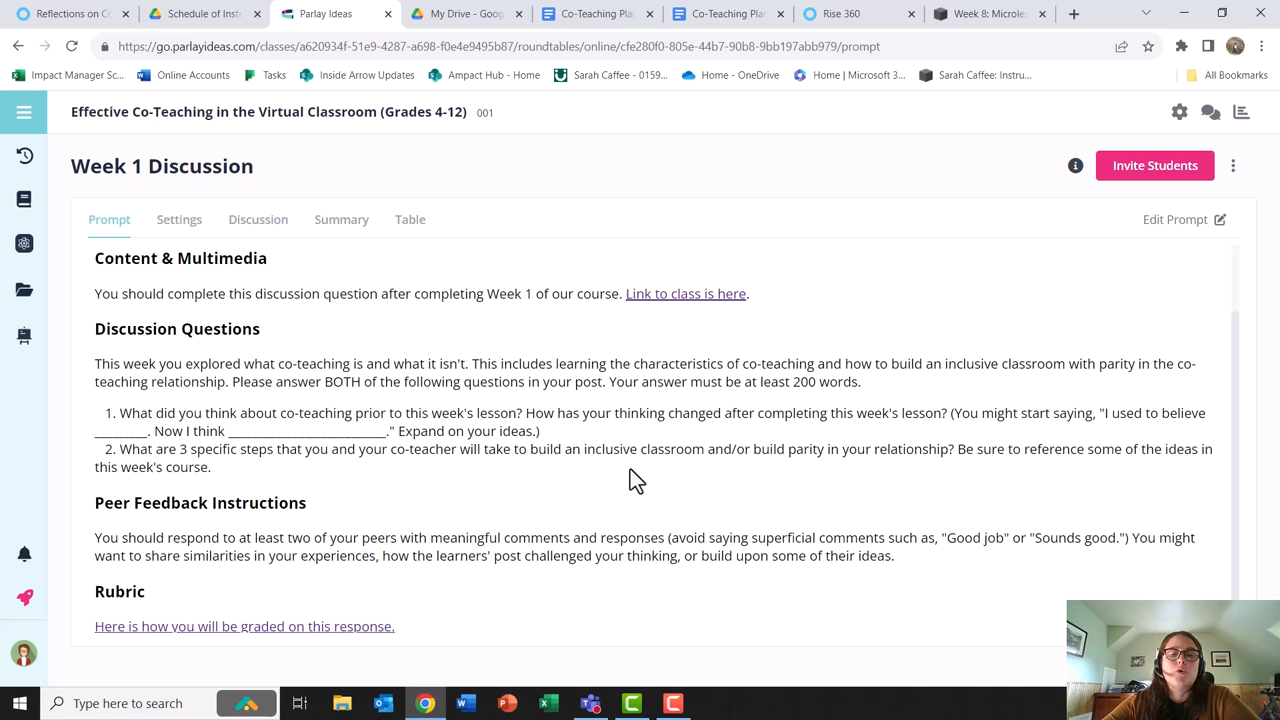 Reflections on C
Schedule of Inst
Parlay Ideas
My Drive - Goog
Co-Teaching Plan
Co-Teaching Plan
Rise 360
Week 8: Microles
https://go.parlayideas.com/classes/a620934f-51e9-4287-a698-f0e4e9495b87/roundtables/online/cfe280f0-805e-44b7-90b8-9bb197abb979/prompt
Impact Manager Sc...
Online Accounts
Tasks
Inside Arrow Updates
Ampact Hub - Home
Sarah Caffee - 0159...
Home - OneDrive
Home | Microsoft 3...
Sarah Caffee: Instru...
All Bookmarks
Effective Co-Teaching in the Virtual Classroom (Grades 4-12) 001
Week 1 Discussion
Invite Students
Prompt
Settings
Discussion
Summary
Table
Edit Prompt
Content & Multimedia
You should complete this discussion question after completing Week 1 of our course. Link to class is here.
Discussion Questions
This week you explored what co-teaching is and what it isn't. This includes learning the characteristics of co-teaching and how to build an inclusive classroom with parity in the co-
teaching relationship. Please answer BOTH of the following questions in your post. Your answer must be at least 200 words.
1. What did you think about co-teaching prior to this week's lesson? How has your thinking changed after completing this week's lesson? (You might start saying, "I used to believe
________. Now I think ________________________." Expand on your ideas.)
2. What are 3 specific steps that you and your co-teacher will take to build an inclusive classroom and/or build parity in your relationship? Be sure to reference some of the ideas in
this week's course.
Peer Feedback Instructions
You should respond to at least two of your peers with meaningful comments and responses (avoid saying superficial comments such as, "Good job" or "Sounds good.") You might
want to share similarities in your experiences, how the learners' post challenged your thinking, or build upon some of their ideas.
Rubric
Here is how you will be graded on this response.
Type here to search